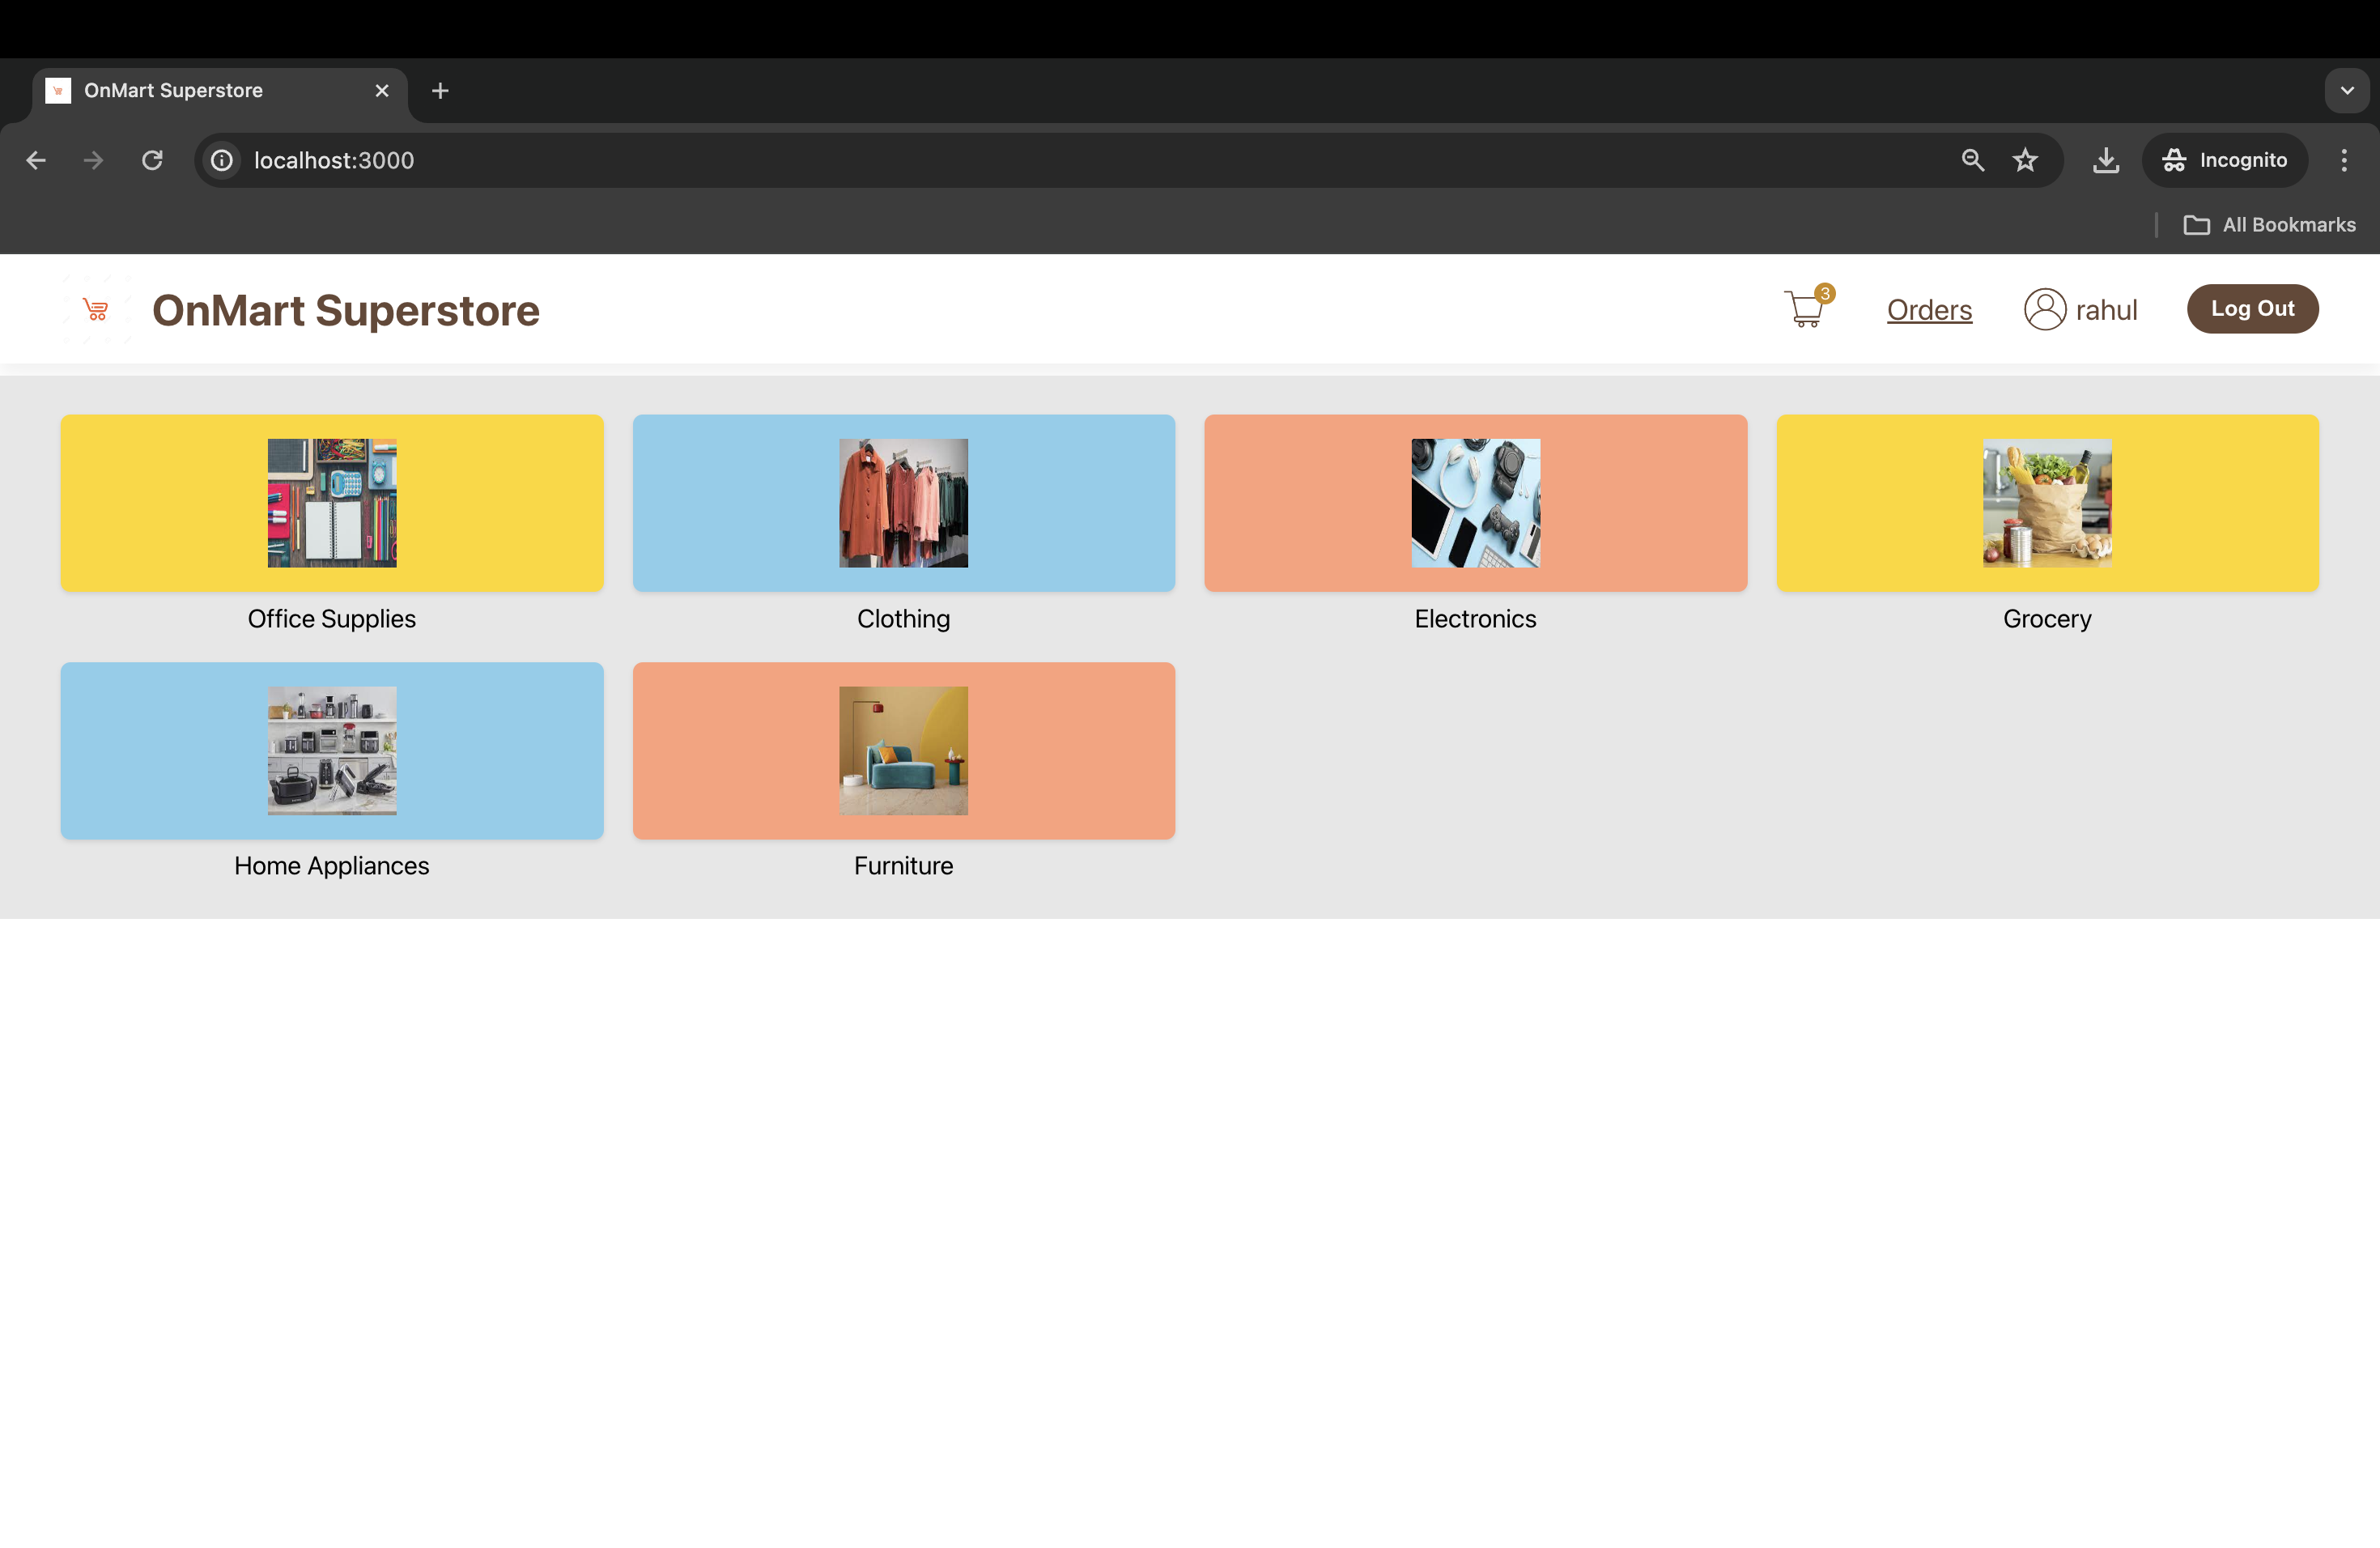 OnMart Superstore
localhost:3000
Incognito
All Bookmarks
OnMart Superstore
3
Orders
rahul
Log Out
Office Supplies
Clothing
Electronics
Grocery
Home Appliances
Furniture